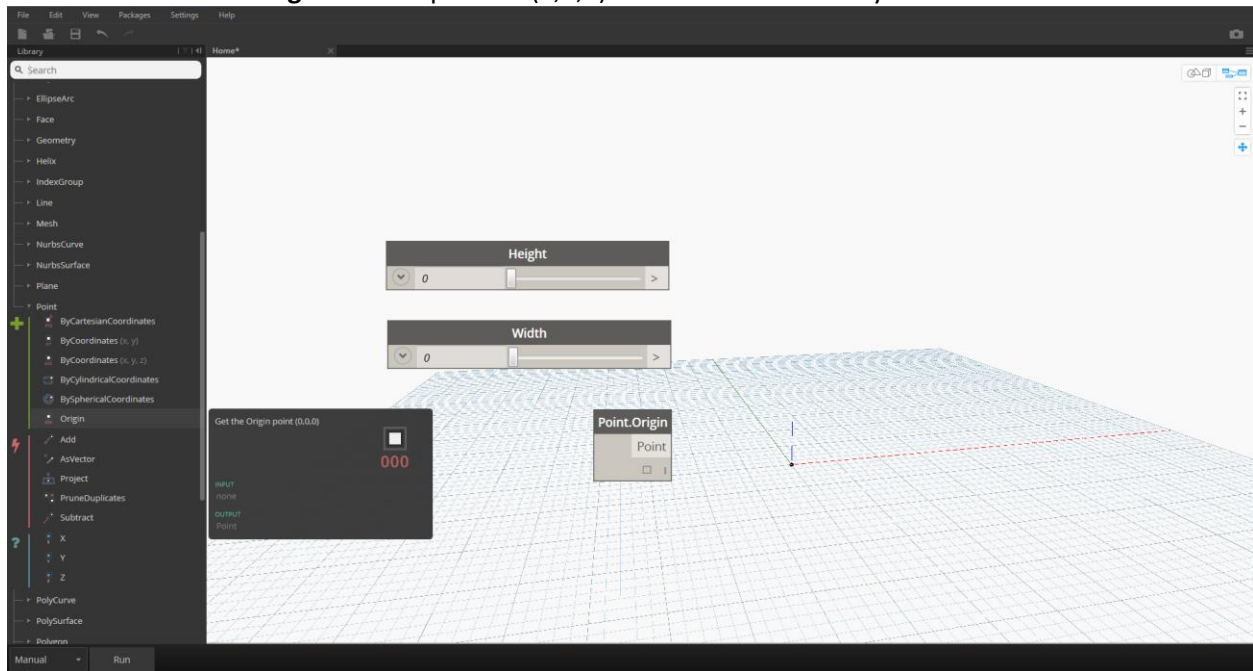 File Edit View Packages Settings Help
Library
Home*
Search
EllipseArc
Face
Geometry
Helix
IndexGroup
Line
Mesh
NurbsCurve
NurbsSurface
Plane
Point
ByCartesianCoordinates
ByCoordinates (x, y)
ByCoordinates (x, y, z)
ByCylindricalCoordinates
BySphericalCoordinates
Origin
Add
AsVector
Project
PruneDuplicates
Subtract
?
X
Y
Z
PolyCurve
PolySurface
Polygon
Manual
Run
Height
0
>
Width
0
>
Get the Origin point (0,0,0)
000
INPUT
none
OUTPUT
Point
Point.Origin
Point